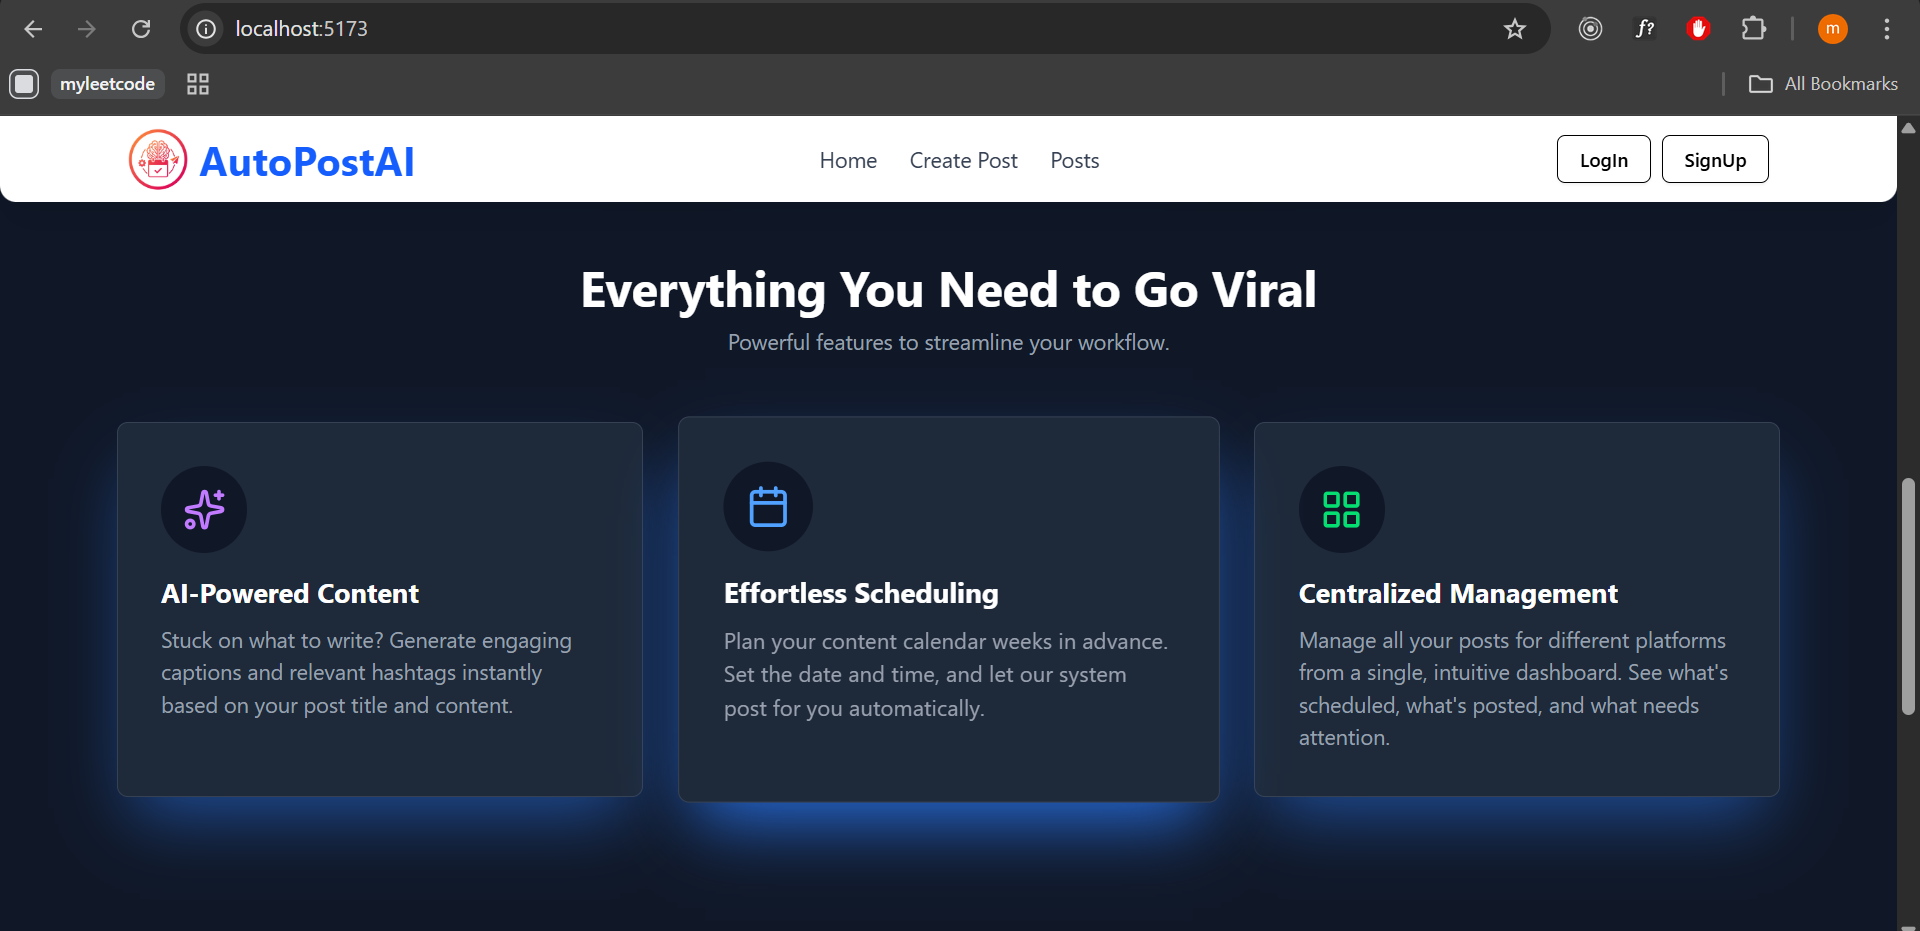 localhost:5173
myleetcode
All Bookmarks
AutoPostAI
Home
Create Post
Posts
LogIn
SignUp
Everything You Need to Go Viral
Powerful features to streamline your workflow.
AI-Powered Content
Stuck on what to write? Generate engaging
captions and relevant hashtags instantly
based on your post title and content.
Effortless Scheduling
Plan your content calendar weeks in advance.
Set the date and time, and let our system
post for you automatically.
Centralized Management
Manage all your posts for different platforms
from a single, intuitive dashboard. See what's
scheduled, what's posted, and what needs
attention.
f?
m